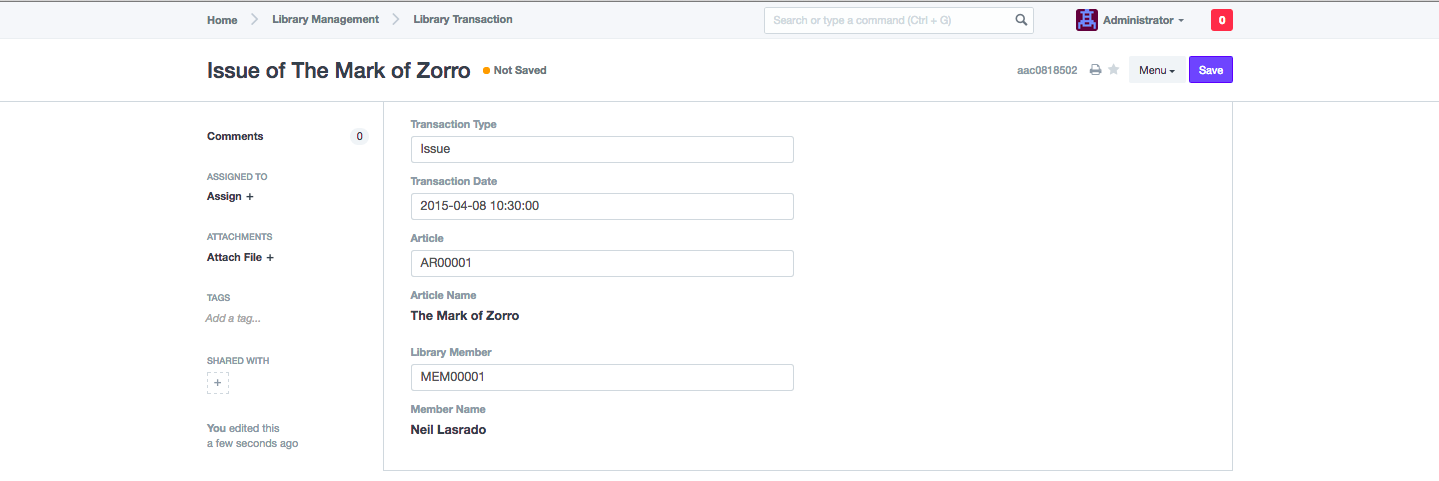 Home Library Management Library Transaction Search or type a command (Ctrl + G) Administrator 0
Issue of The Mark of Zorro Not Saved aac0818502 Menu Save
Comments 0
ASSIGNED TO
Assign +
ATTACHMENTS
Attach File +
TAGS
Add a tag...
SHARED WITH
+
You edited this
a few seconds ago
Transaction Type
Issue
Transaction Date
2015-04-08 10:30:00
Article
AR00001
Article Name
The Mark of Zorro
Library Member
MEM00001
Member Name
Neil Lasrado